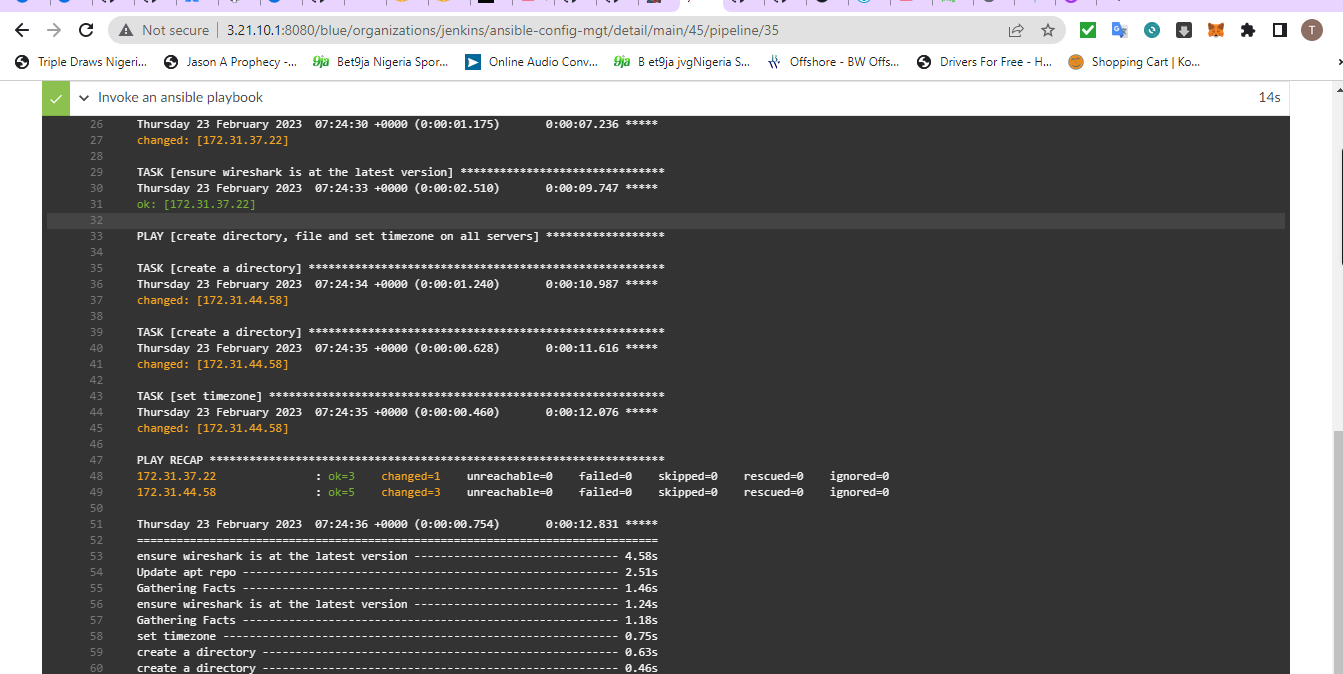 Not secure | 3.21.10.1:8080/blue/organizations/jenkins/ansible-config-mgt/detail/main/45/pipeline/35
T
Triple Draws Nigeri... Jason A Prophecy -... 9ja Bet9ja Nigeria Spor... Online Audio Conv... 9ja B et9ja jvgNigeria S... Offshore - BW Offs... Drivers For Free - H... Shopping Cart | Ko...
Invoke an ansible playbook 14s
26 Thursday 23 February 2023 07:24:30 +0000 (0:00:01.175) 0:00:07.236 *****
27 changed: [172.31.37.22]
28
29 TASK [ensure wireshark is at the latest version] *******************************
30 Thursday 23 February 2023 07:24:33 +0000 (0:00:02.510) 0:00:09.747 *****
31 ok: [172.31.37.22]
32
33 PLAY [create directory, file and set timezone on all servers] ******************
34
35 TASK [create a directory] ******************************************************
36 Thursday 23 February 2023 07:24:34 +0000 (0:00:01.240) 0:00:10.987 *****
37 changed: [172.31.44.58]
38
39 TASK [create a directory] ******************************************************
40 Thursday 23 February 2023 07:24:35 +0000 (0:00:00.628) 0:00:11.616 *****
41 changed: [172.31.44.58]
42
43 TASK [set timezone] ************************************************************
44 Thursday 23 February 2023 07:24:35 +0000 (0:00:00.460) 0:00:12.076 *****
45 changed: [172.31.44.58]
46
47 PLAY RECAP *********************************************************************
48 172.31.37.22 : ok=3 changed=1 unreachable=0 failed=0 skipped=0 rescued=0 ignored=0
49 172.31.44.58 : ok=5 changed=3 unreachable=0 failed=0 skipped=0 rescued=0 ignored=0
50
51 Thursday 23 February 2023 07:24:36 +0000 (0:00:00.754) 0:00:12.831 *****
52 ===============================================================================
53 ensure wireshark is at the latest version ------------------------------- 4.58s
54 Update apt repo --------------------------------------------------------- 2.51s
55 Gathering Facts --------------------------------------------------------- 1.46s
56 ensure wireshark is at the latest version ------------------------------- 1.24s
57 Gathering Facts --------------------------------------------------------- 1.18s
58 set timezone ------------------------------------------------------------ 0.75s
59 create a directory ------------------------------------------------------ 0.63s
60 create a directory ------------------------------------------------------ 0.46s